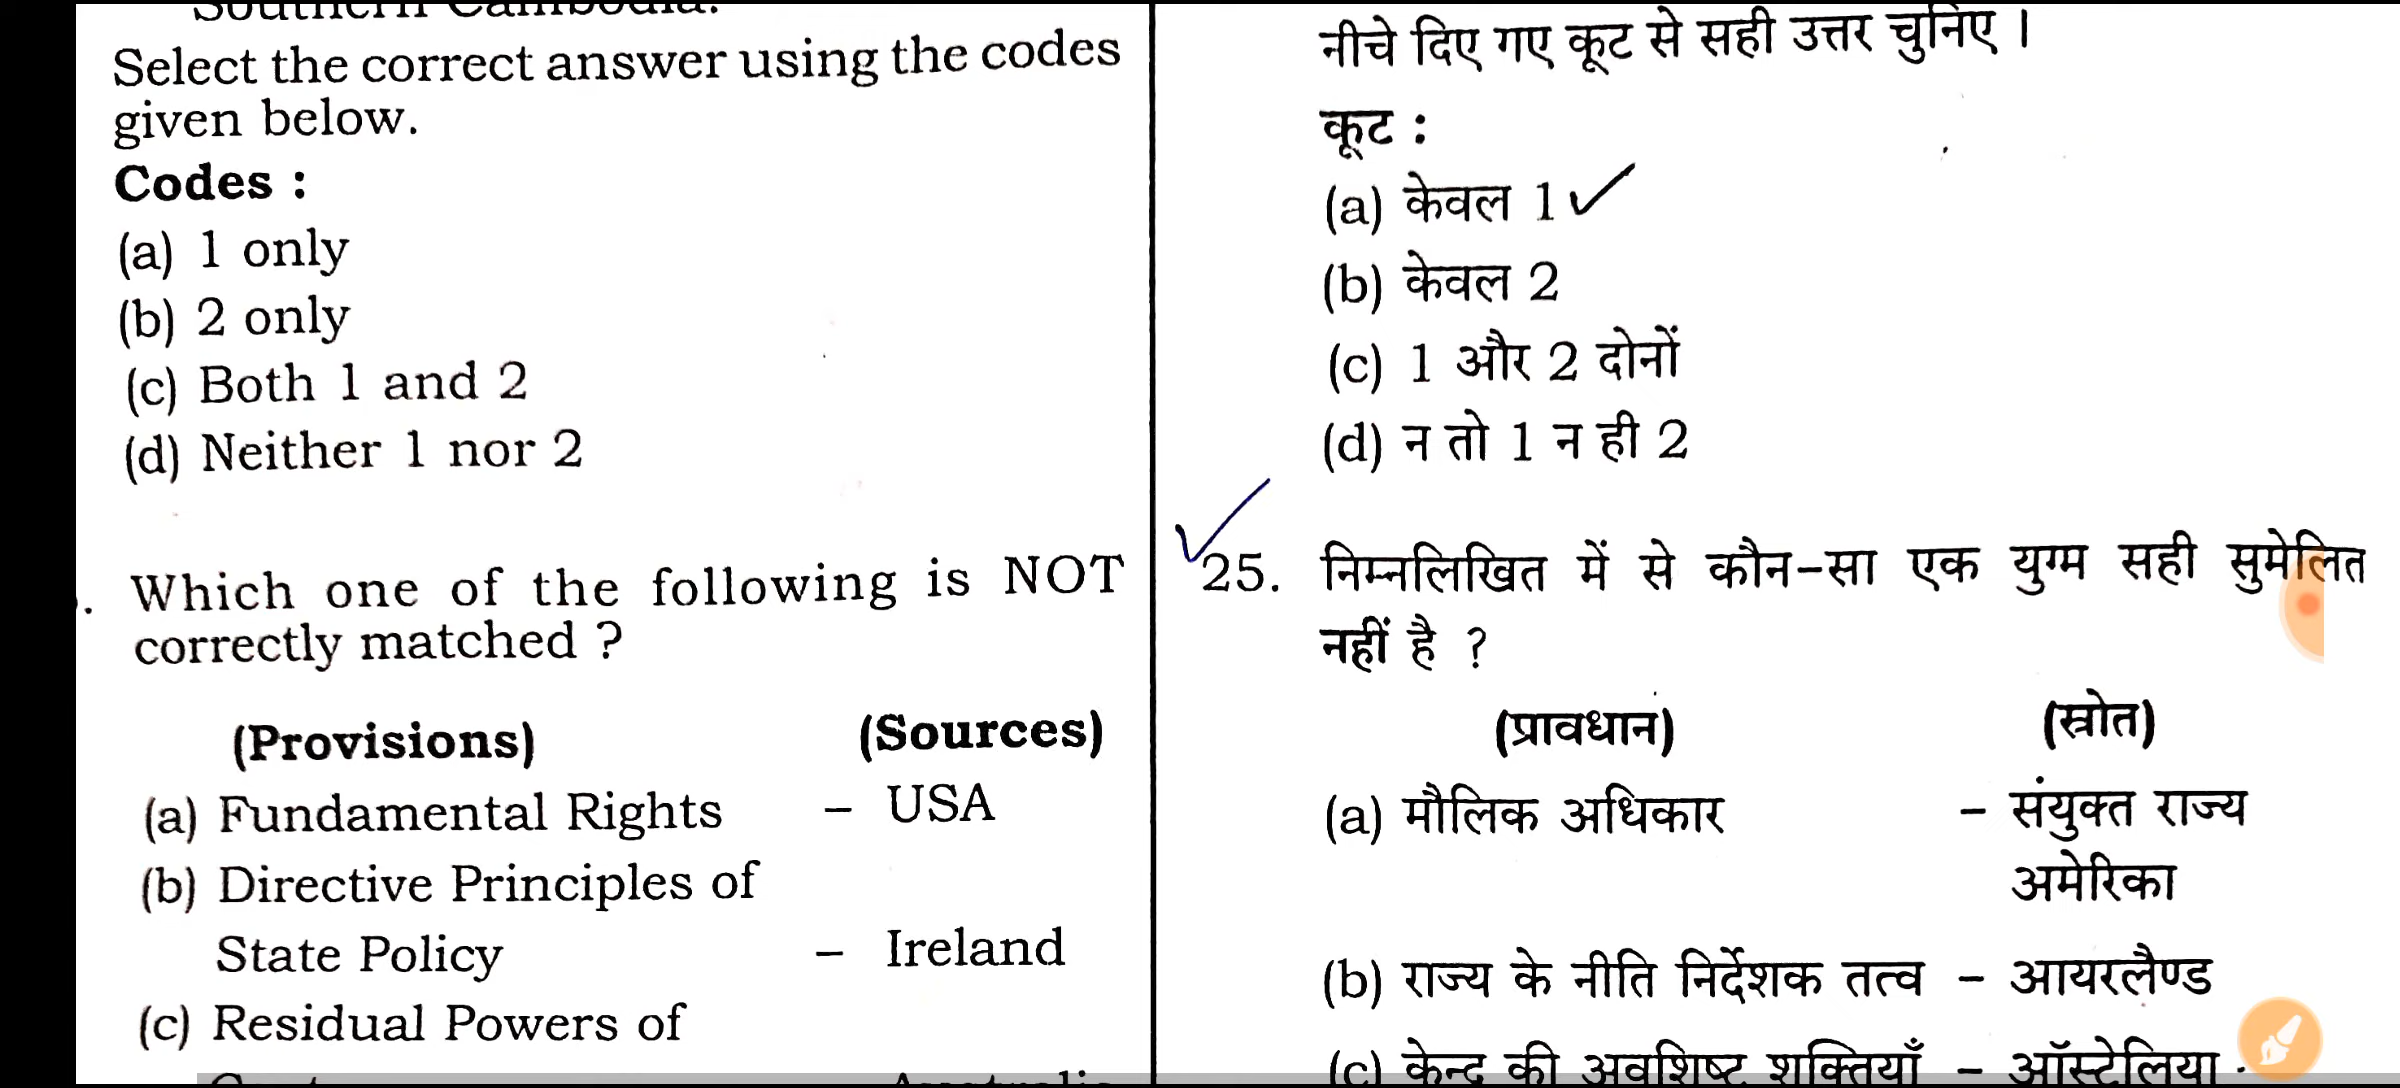 Southern Cambodia.
Select the correct answer using the codes
given below.
Codes :
(a) 1 only
(b) 2 only
(c) Both 1 and 2
(d) Neither 1 nor 2
. Which one of the following is NOT
correctly matched ?
(Provisions) (Sources)
(a) Fundamental Rights – USA
(b) Directive Principles of
State Policy – Ireland
(c) Residual Powers of
नीचे दिए गए कूट से सही उत्तर चुनिए ।
कूट :
(a) केवल 1
(b) केवल 2
(c) 1 और 2 दोनों
(d) न तो 1 न ही 2
25. निम्नलिखित में से कौन-सा एक युग्म सही सुमेलित
नहीं है ?
(प्रावधान) (स्रोत)
(a) मौलिक अधिकार – संयुक्त राज्य
अमेरिका
(b) राज्य के नीति निर्देशक तत्व – आयरलैण्ड
(c) केन्द्र की अवशिष्ट शक्तियाँ – ऑस्ट्रेलिया